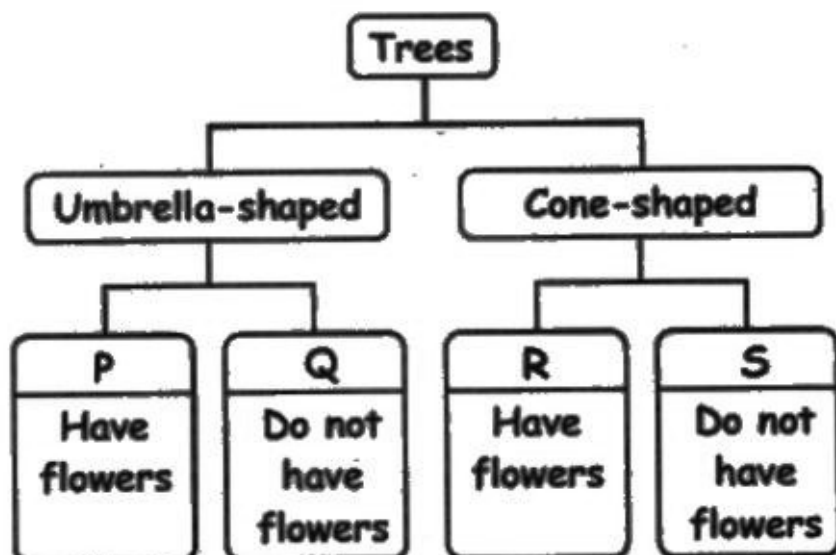 Trees
Umbrella-shaped
Cone-shaped
P
Have
flowers
Q
Do not
have
flowers
R
Have
flowers
S
Do not
have
flowers